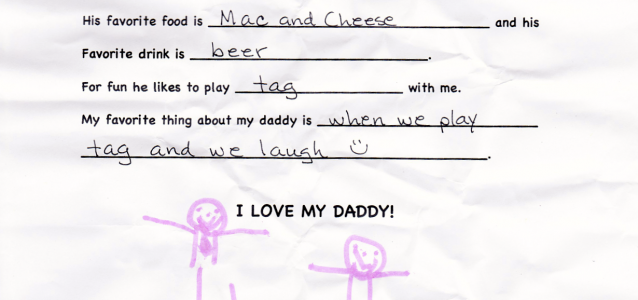 His favorite food is Mac and Cheese and his
Favorite drink is beer.
For fun he likes to play tag with me.
My favorite thing about my daddy is when we play
tag and we laugh ☺.
I LOVE MY DADDY!